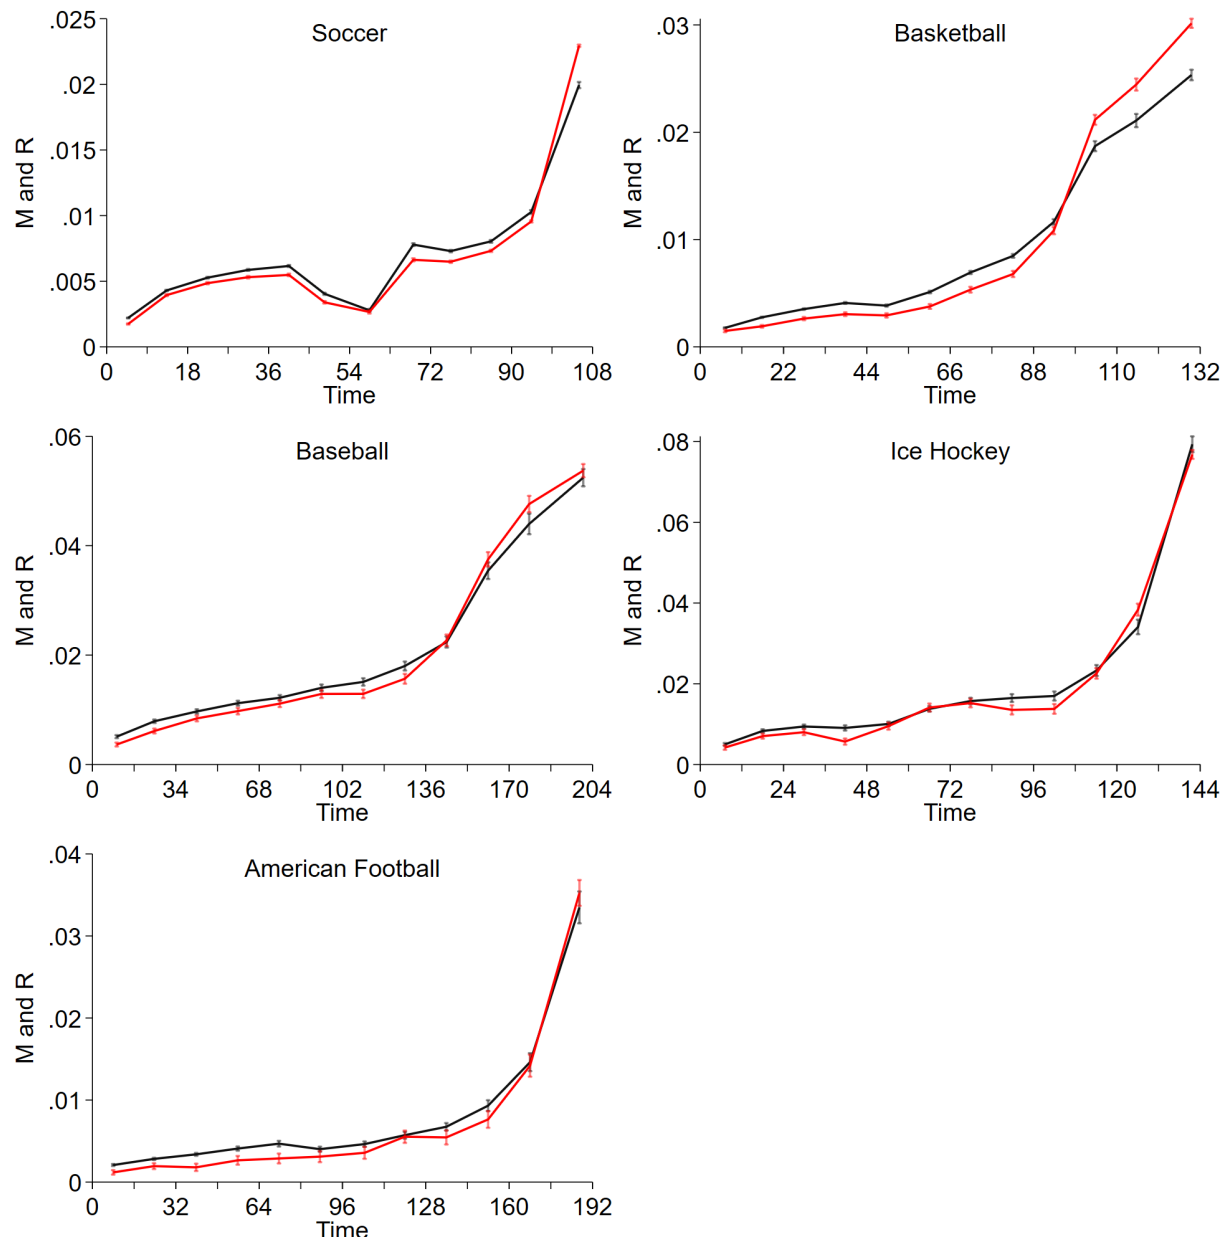 Soccer
M and R
.025
.02
.015
.01
.005
0
0 18 36 54 72 90 108
Time
Basketball
M and R
.03
.02
.01
0
0 22 44 66 88 110 132
Time
Baseball
M and R
.06
.04
.02
0
0 34 68 102 136 170 204
Time
Ice Hockey
M and R
.08
.06
.04
.02
0
0 24 48 72 96 120 144
Time
American Football
M and R
.04
.03
.02
.01
0
0 32 64 96 128 160 192
Time